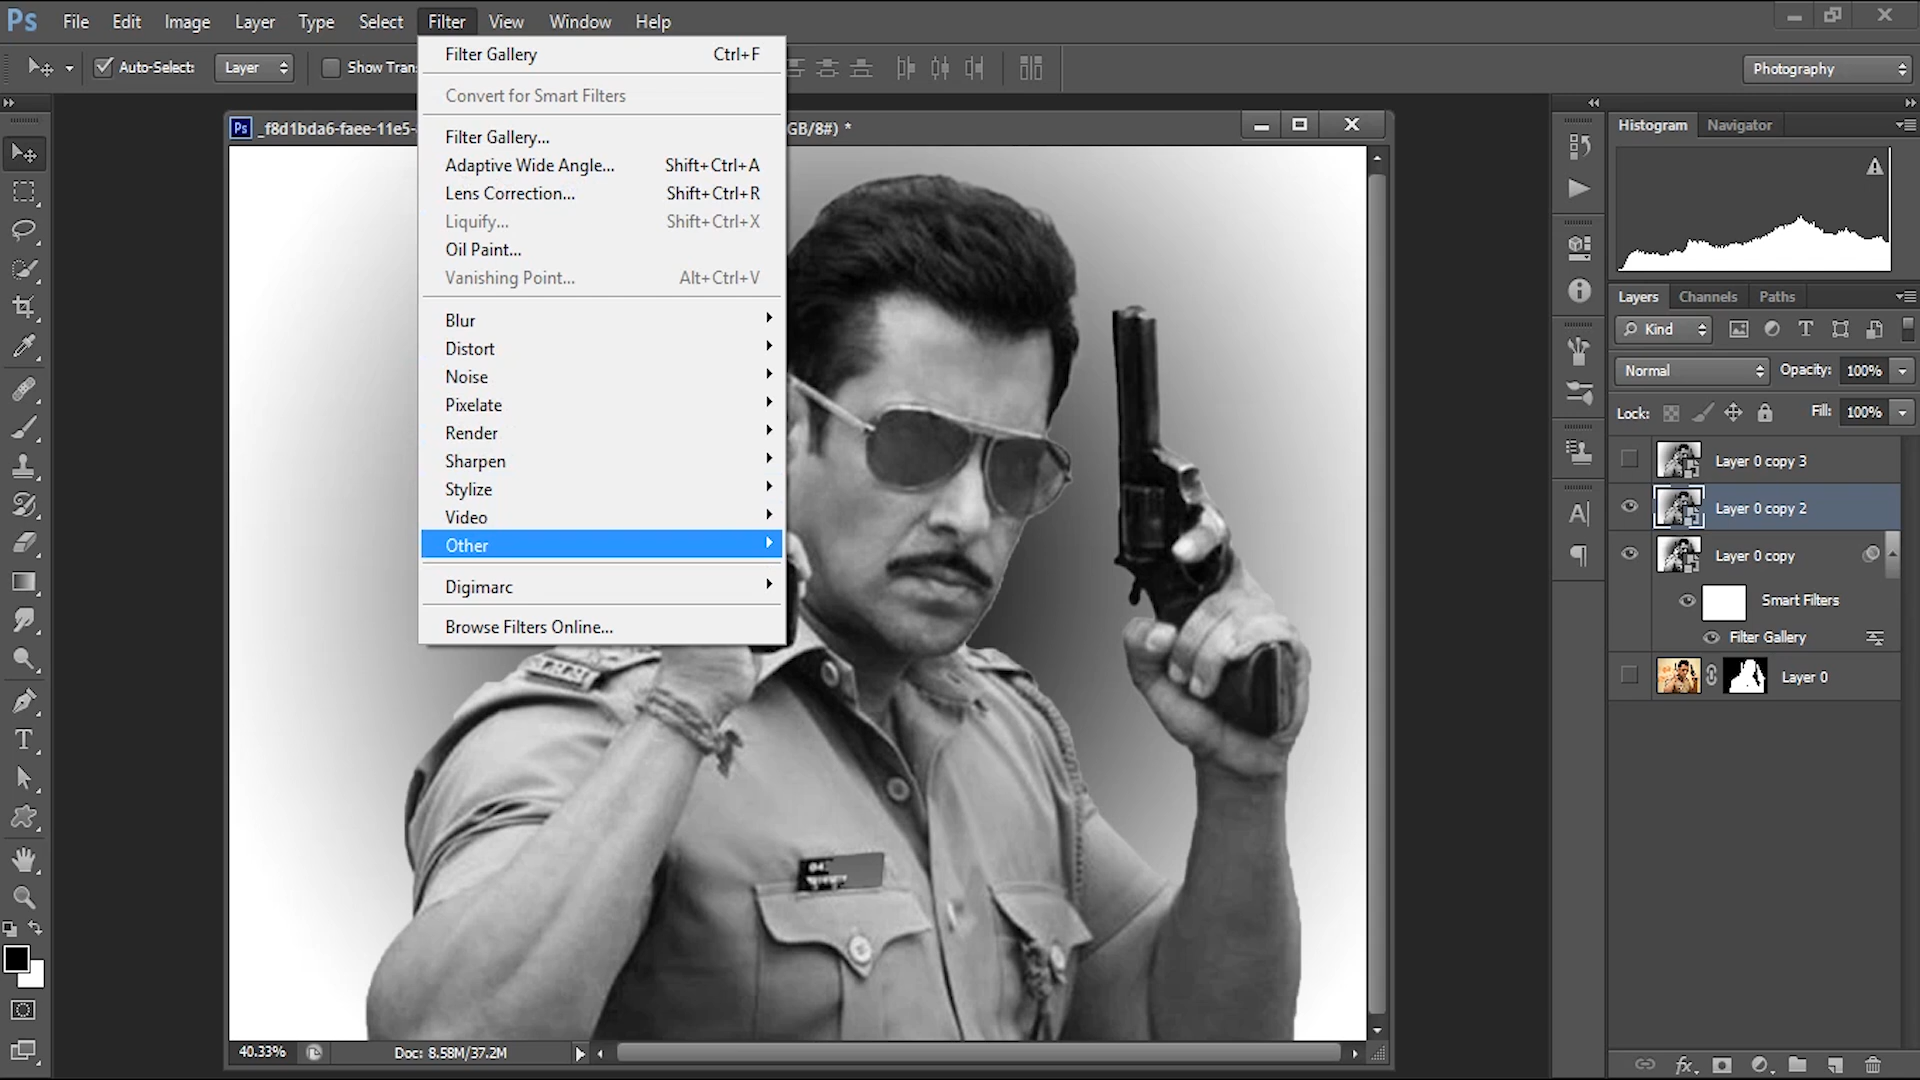 Ps File Edit Image Layer Type Select Filter View Window Help
Auto-Select: Layer Show Tran
Photography
Filter Gallery Ctrl+F
Convert for Smart Filters
Filter Gallery...
Adaptive Wide Angle... Shift+Ctrl+A
Lens Correction... Shift+Ctrl+R
Liquify... Shift+Ctrl+X
Oil Paint...
Vanishing Point... Alt+Ctrl+V
Blur
Distort
Noise
Pixelate
Render
Sharpen
Stylize
Video
Other
Digimarc
Browse Filters Online...
Ps _f8d1bda6-faee-11e5- GB/8#) *
40.33% Doc: 8.58M/37.2M
Histogram Navigator
Layers Channels Paths
Kind
Normal Opacity: 100%
Lock: Fill: 100%
Layer 0 copy 3
Layer 0 copy 2
Layer 0 copy
Smart Filters
Filter Gallery
Layer 0